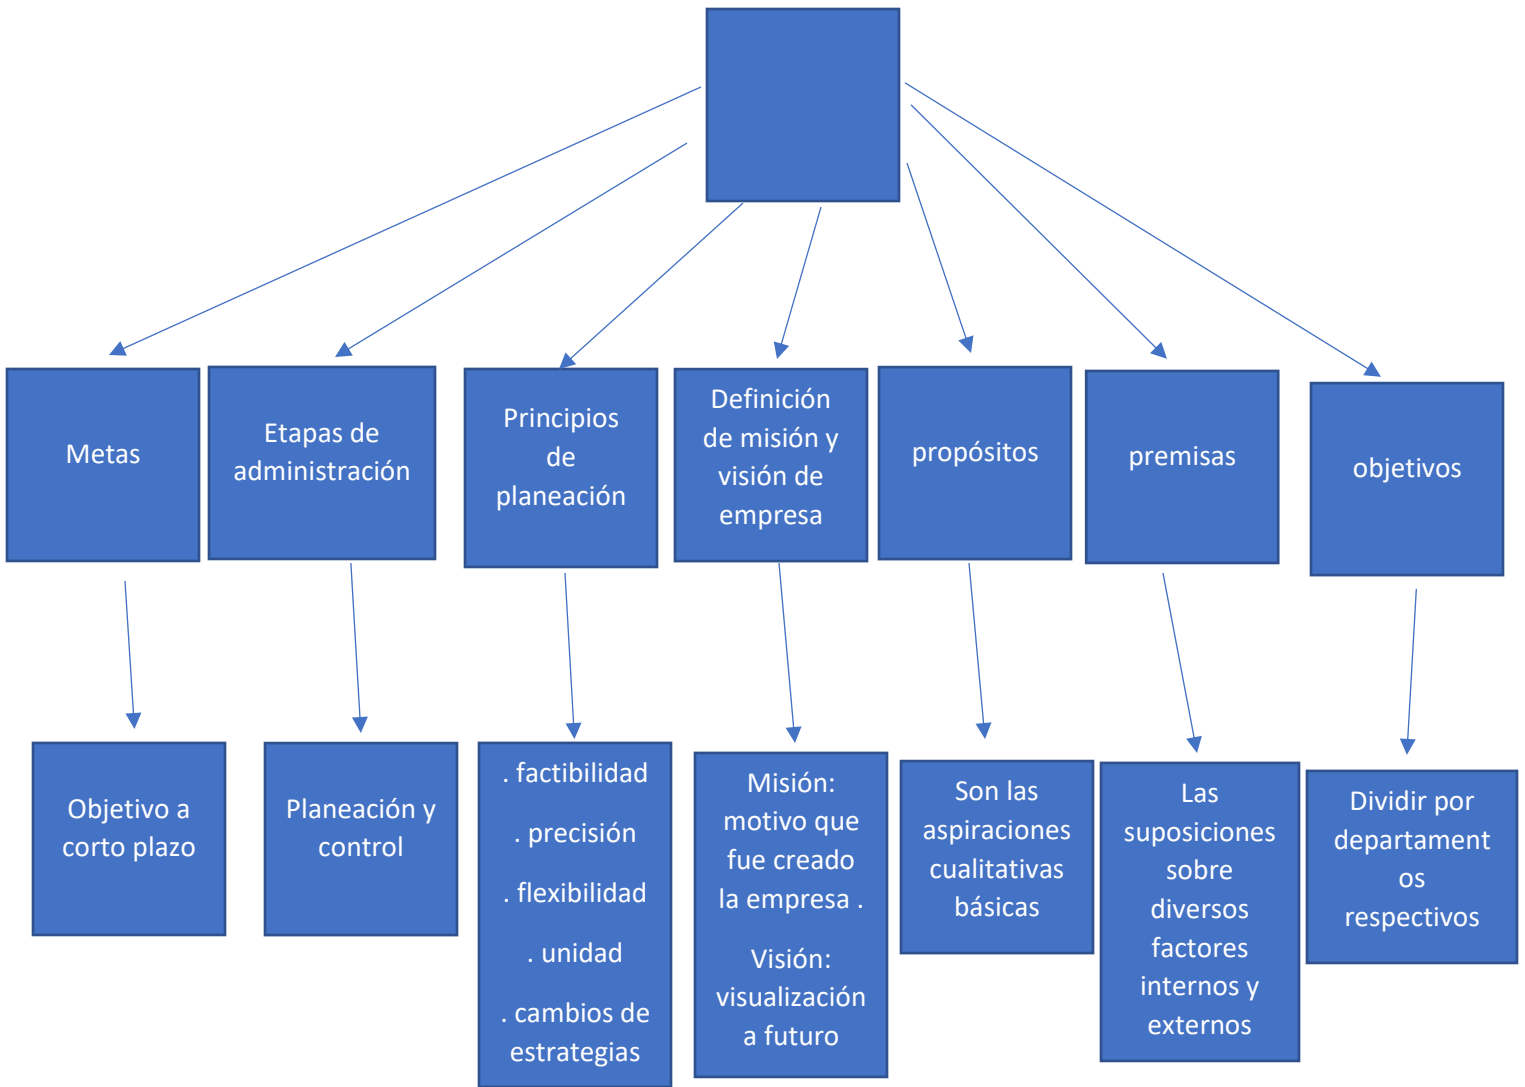 Metas
Etapas de
administración
Principios
de
planeación
Definición
de misión y
visión de
empresa
propósitos
premisas
objetivos
Objetivo a
corto plazo
Planeación y
control
. factibilidad
. precisión
. flexibilidad
. unidad
. cambios de
estrategias
Misión:
motivo que
fue creado
la empresa .
Visión:
visualización
a futuro
Son las
aspiraciones
cualitativas
básicas
Las
suposiciones
sobre
diversos
factores
internos y
externos
Dividir por
departament
os
respectivos